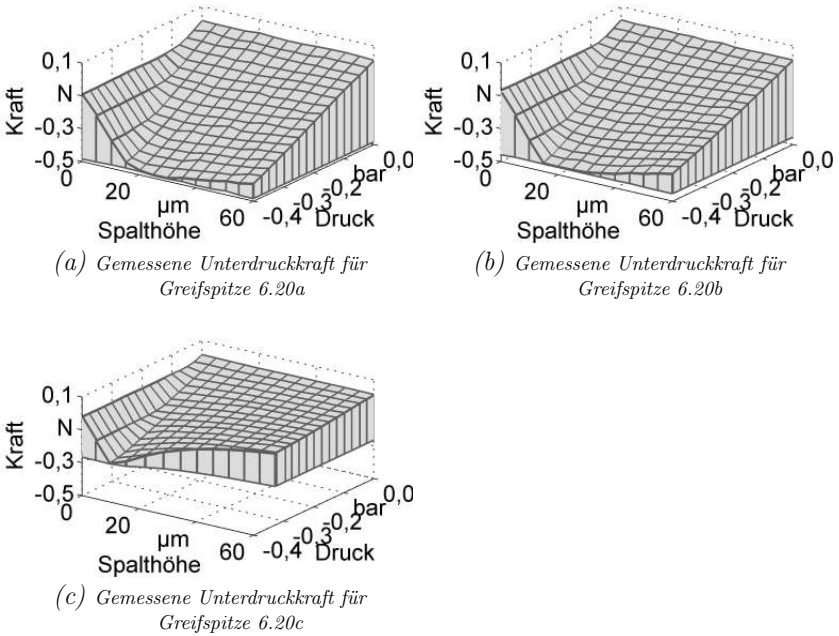 0,1
N
-0,3
-0,5
Kraft
0
20
µm
60
Spalthöhe
-0,4
-0,3
-0,2
bar
0,0
Druck
(a) Gemessene Unterdruckkraft für
Greifspitze 6.20a
0,1
N
-0,3
-0,5
Kraft
0
20
µm
60
Spalthöhe
-0,4
-0,3
-0,2
bar
0,0
Druck
(b) Gemessene Unterdruckkraft für
Greifspitze 6.20b
0,1
N
-0,3
-0,5
Kraft
0
20
µm
60
Spalthöhe
-0,4
-0,3
-0,2
bar
0,0
Druck
(c) Gemessene Unterdruckkraft für
Greifspitze 6.20c